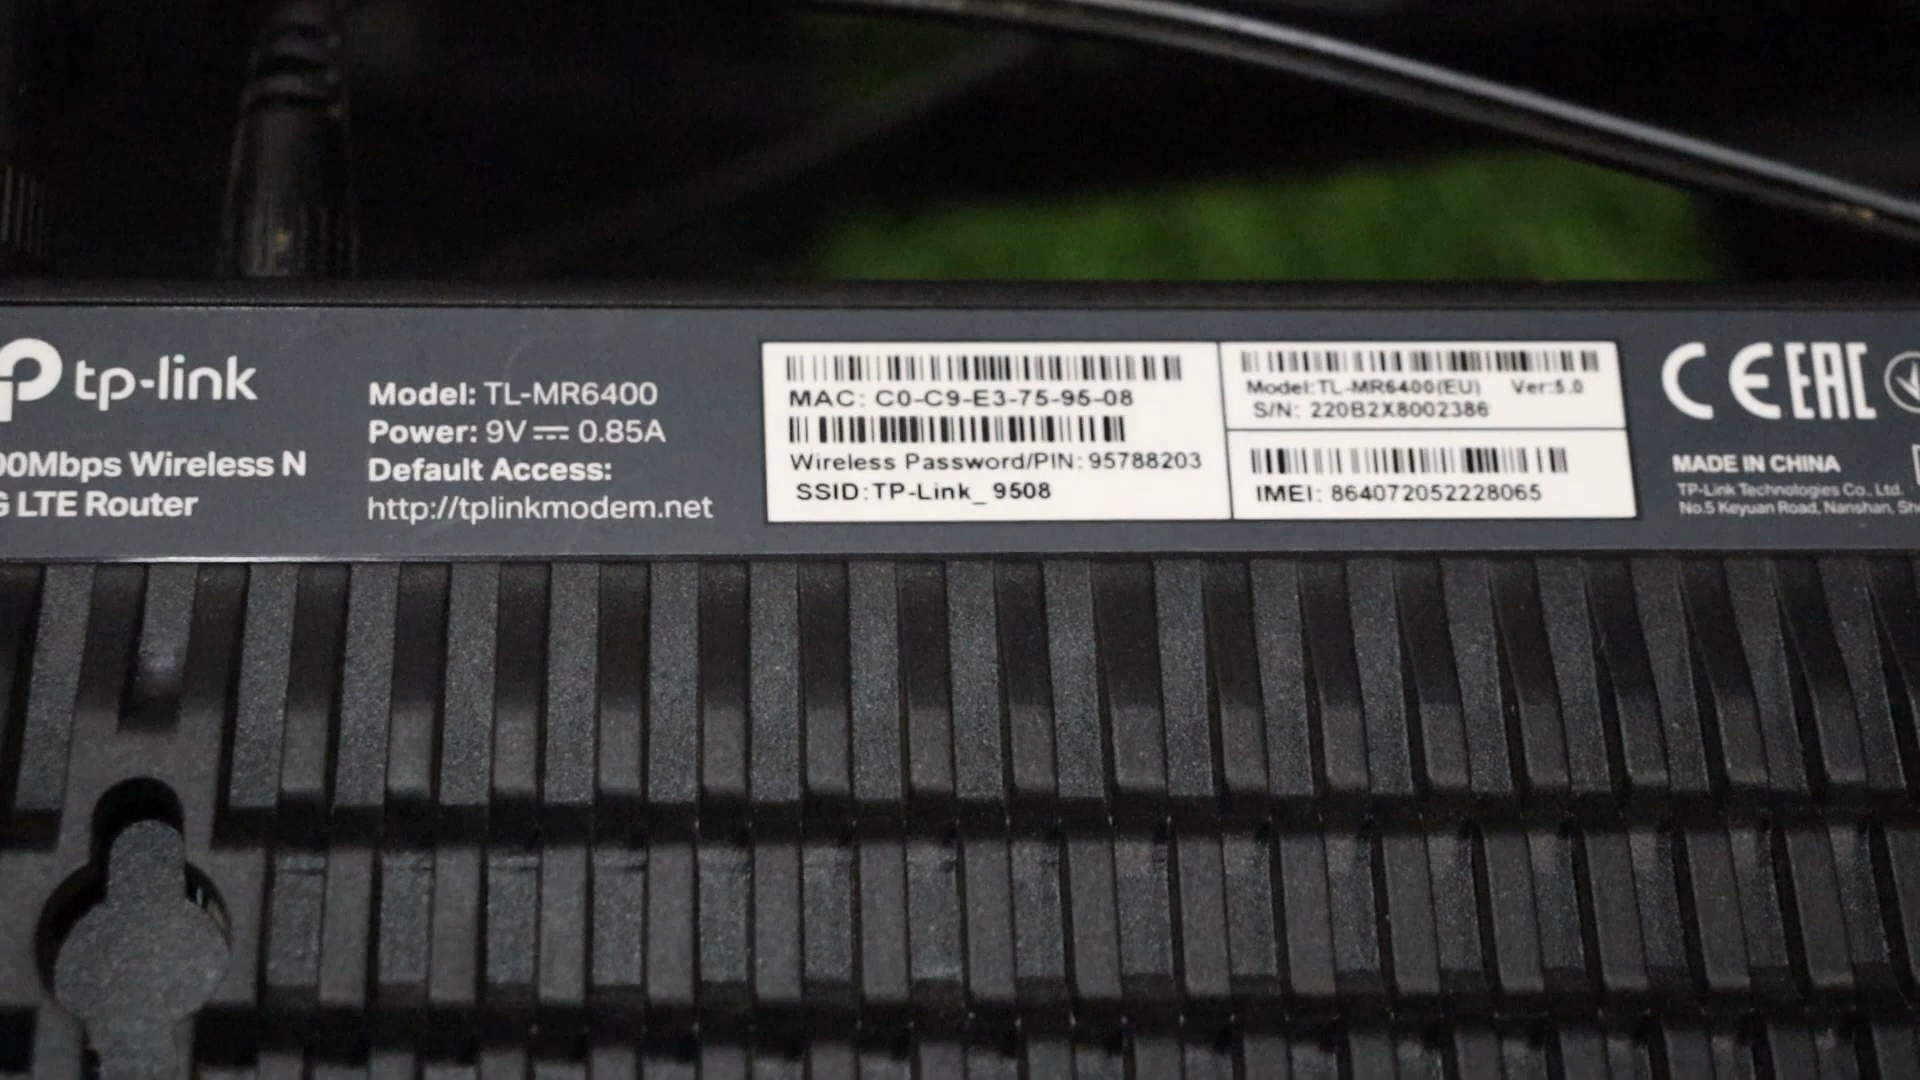 tp-link
00Mbps Wireless N
G LTE Router
Model: TL-MR6400
Power: 9V⎓0.85A
Default Access:
http://tplinkmodem.net
MAC: C0-C9-E3-75-95-08
Wireless Password/PIN: 95788203
SSID:TP-Link_ 9508
Model:TL-MR6400(EU) Ver:5.0
S/N: 220B2X8002386
IMEI: 864072052228065
CE EAC
MADE IN CHINA
TP-Link Technologies Co., Ltd.
No.5 Keyuan Road, Nanshan,